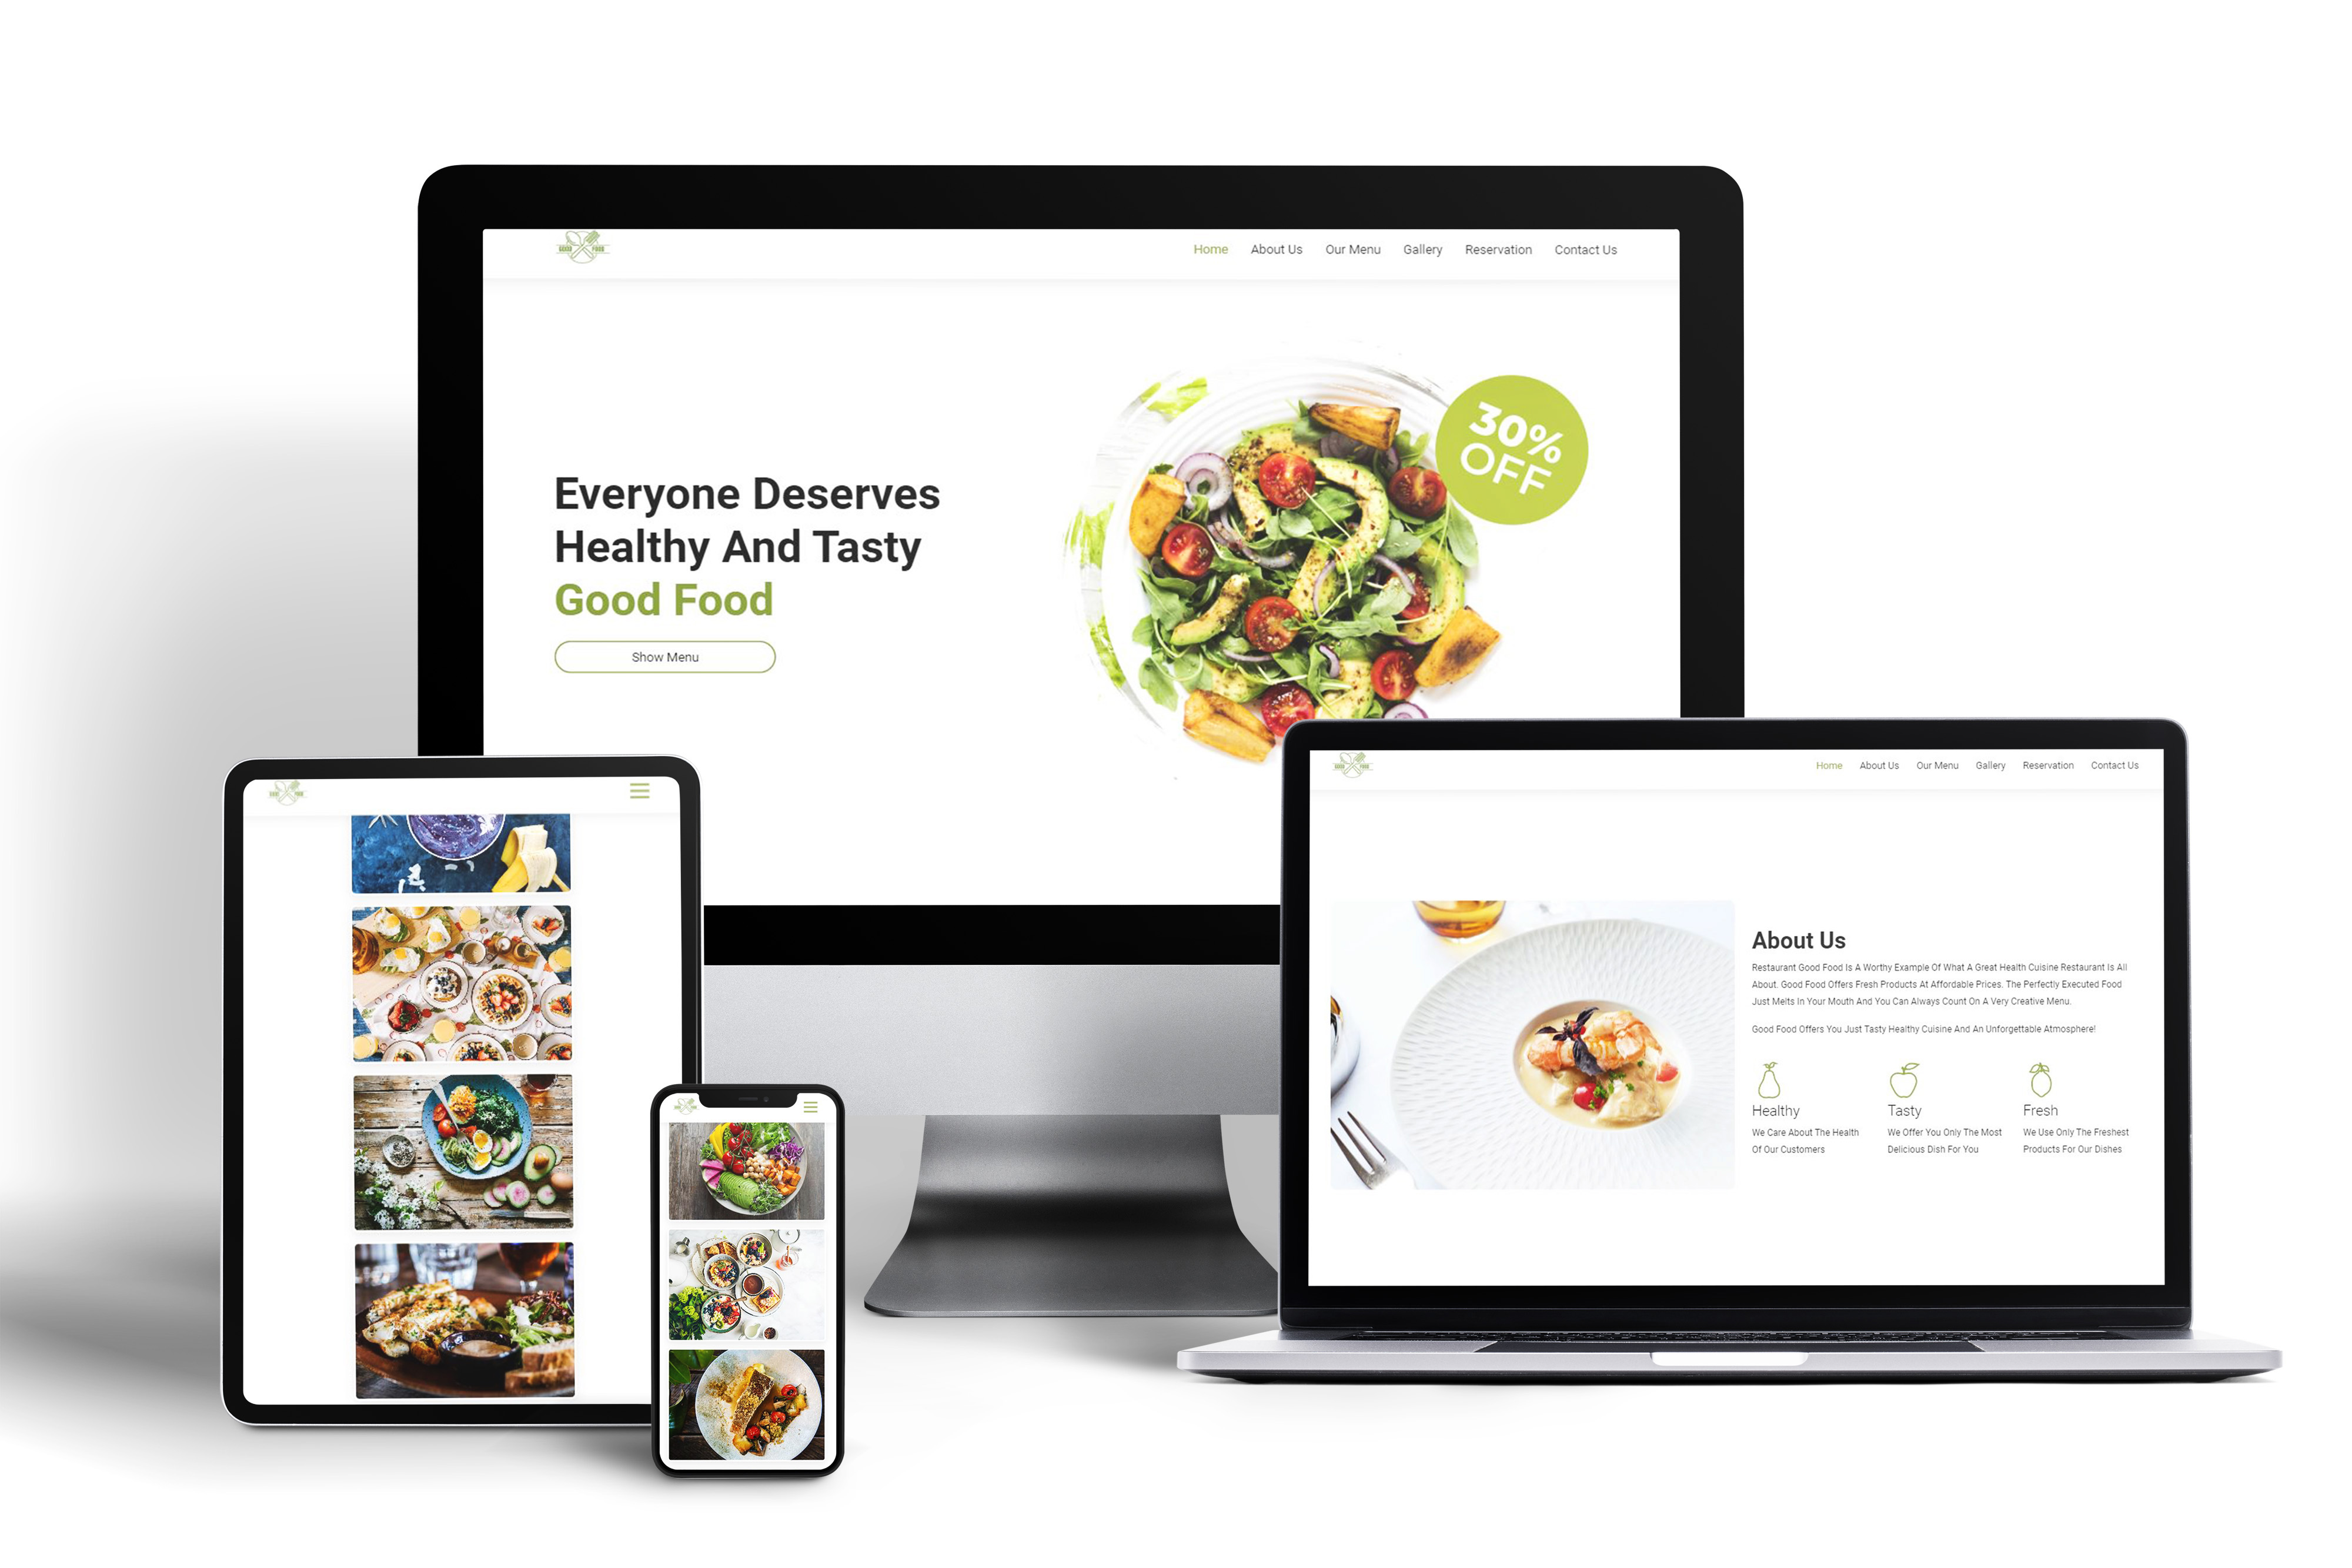 GOOD FOOD
Home About Us Our Menu Gallery Reservation Contact Us
30%
OFF
Everyone Deserves
Healthy And Tasty
Good Food
Show Menu
GOOD FOOD
Home About Us Our Menu Gallery Reservation Contact Us
About Us
Restaurant Good Food Is A Worthy Example Of What A Great Health Cuisine Restaurant Is All
About. Good Food Offers Fresh Products At Affordable Prices. The Perfectly Executed Food
Just Melts In Your Mouth And You Can Always Count On A Very Creative Menu.
Good Food Offers You Just Tasty Healthy Cuisine And An Unforgettable Atmosphere!
Healthy Tasty Fresh
We Care About The Health We Offer You Only The Most We Use Only The Freshest
Of Our Customers Delicious Dish For You Products For Our Dishes
GOOD FOOD